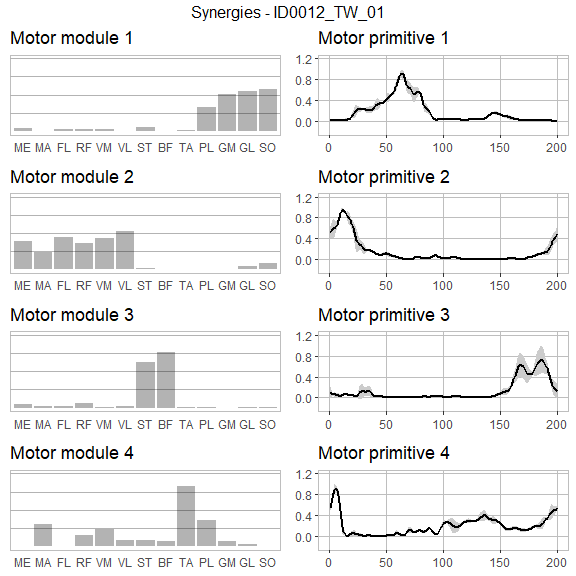 Synergies - ID0012_TW_01
Motor module 1
Motor primitive 1
1.2
0.8
0.4
0.0
ME MA FL RF VM VL ST BF TA PL GM GL SO
0 50 100 150 200
Motor module 2
Motor primitive 2
1.2
0.8
0.4
0.0
ME MA FL RF VM VL ST BF TA PL GM GL SO
0 50 100 150 200
Motor module 3
Motor primitive 3
1.2
0.8
0.4
0.0
ME MA FL RF VM VL ST BF TA PL GM GL SO
0 50 100 150 200
Motor module 4
Motor primitive 4
1.2
0.8
0.4
0.0
ME MA FL RF VM VL ST BF TA PL GM GL SO
0 50 100 150 200